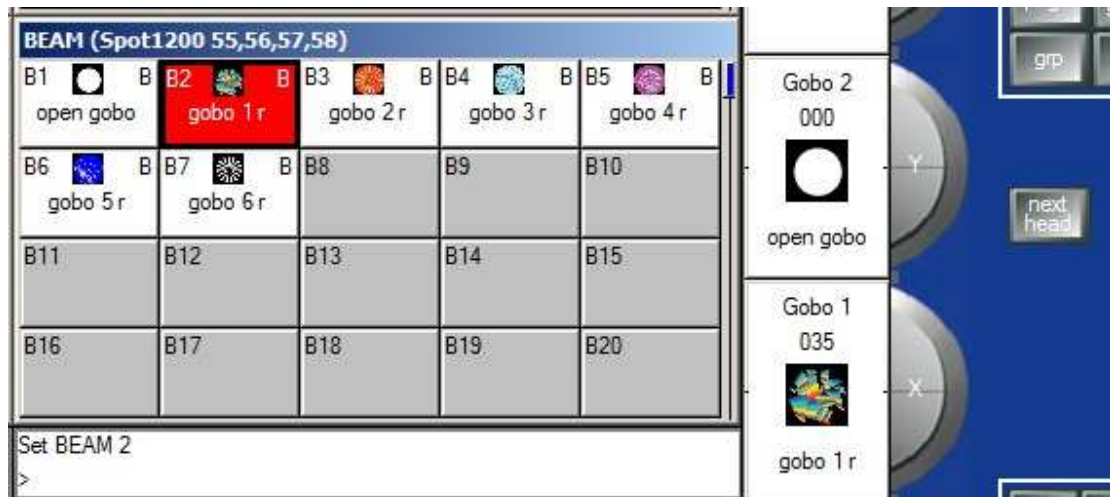 BEAM (Spot1200 55,56,57,58)
B1 B B2 B B3 B B4 B B5 B
open gobo gobo 1 r gobo 2 r gobo 3 r gobo 4 r
B6 B B7 B B8 B9 B10
gobo 5 r gobo 6 r
B11 B12 B13 B14 B15
B16 B17 B18 B19 B20
Set BEAM 2
>
Gobo 2
000
open gobo
Gobo 1
035
gobo 1 r
Y
X
grp
next
head